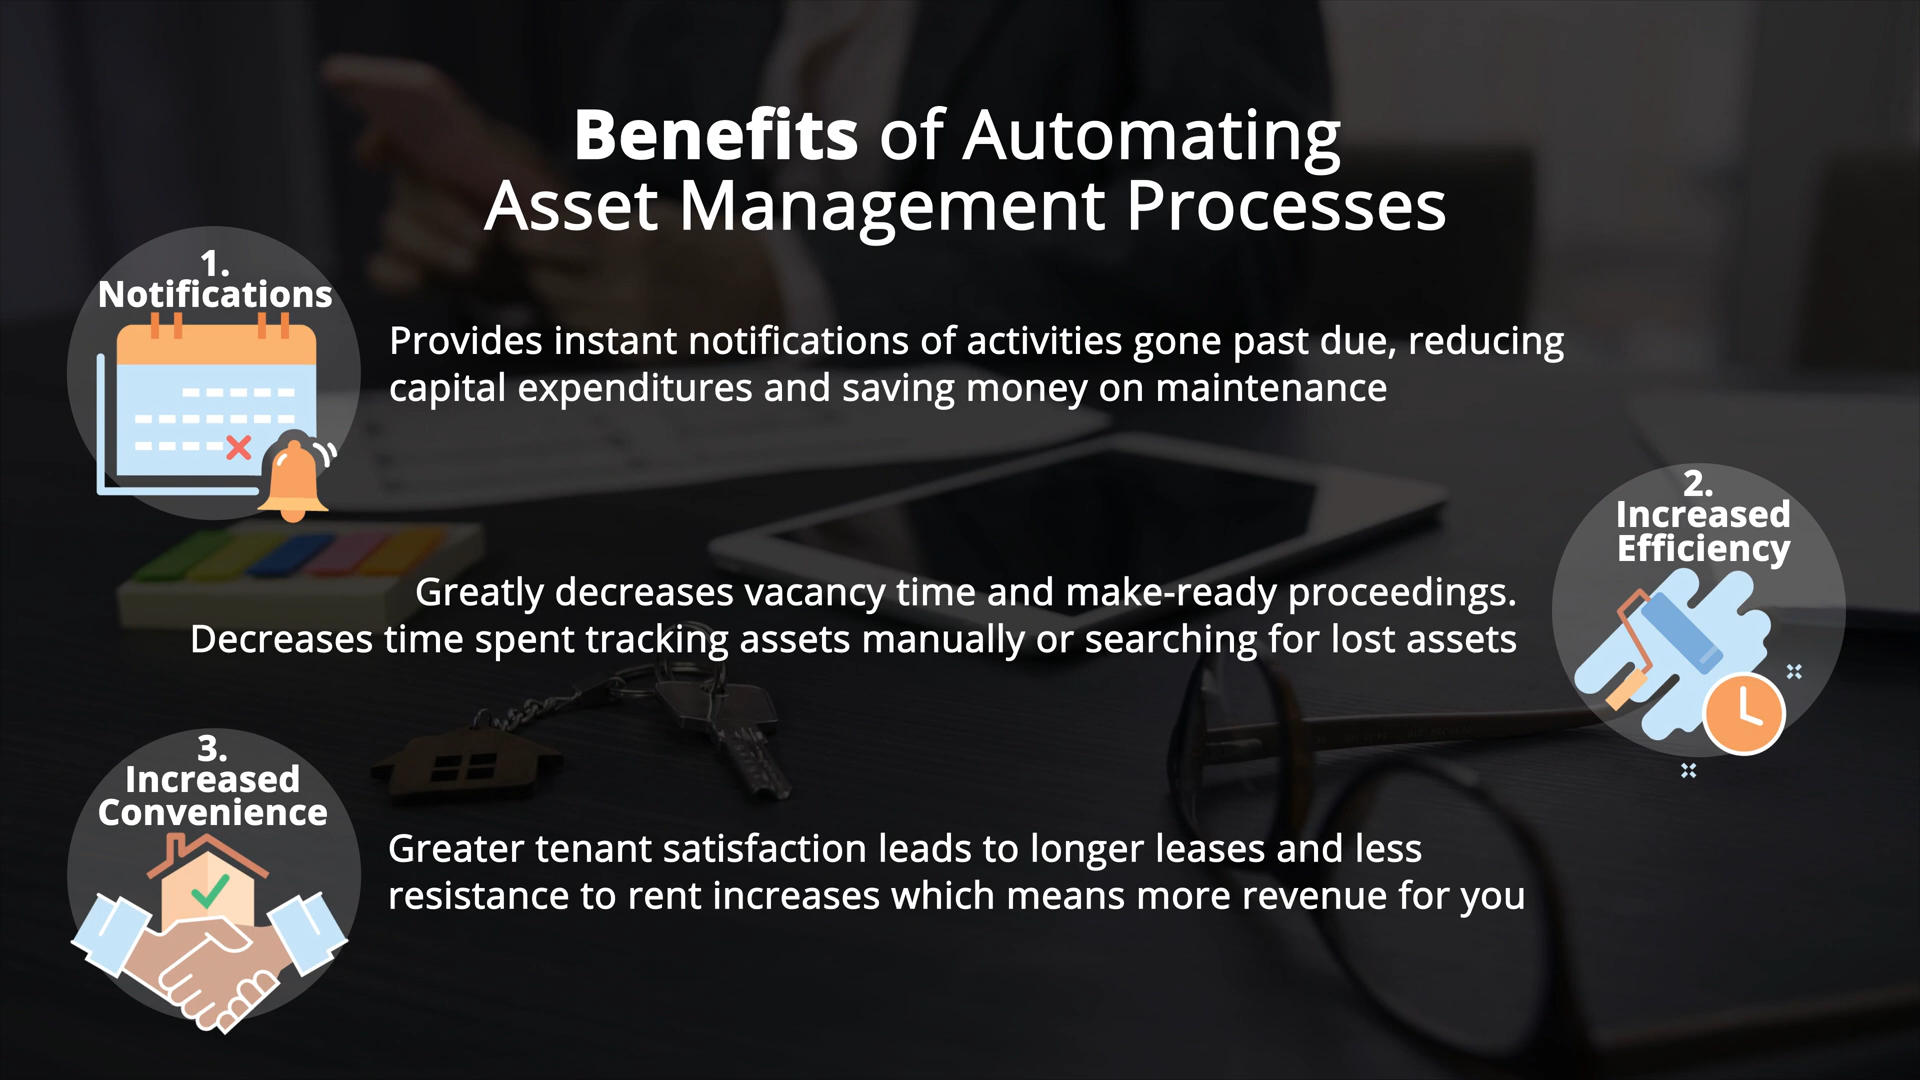 Benefits of Automating
Asset Management Processes
1.
Notifications
Provides instant notifications of activities gone past due, reducing
capital expenditures and saving money on maintenance
2.
Increased
Efficiency
Greatly decreases vacancy time and make-ready proceedings.
Decreases time spent tracking assets manually or searching for lost assets
3.
Increased
Convenience
Greater tenant satisfaction leads to longer leases and less
resistance to rent increases which means more revenue for you